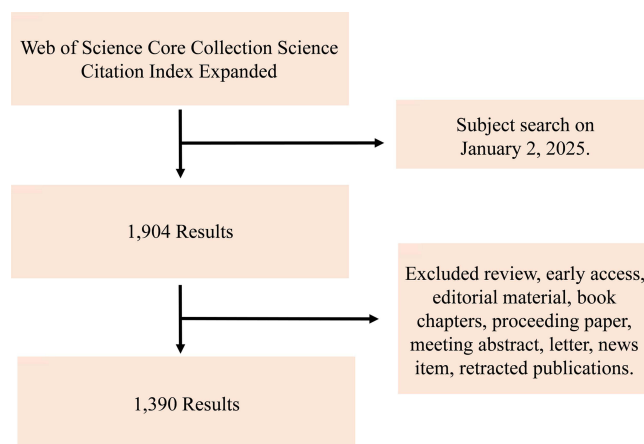 Web of Science Core Collection Science
Citation Index Expanded
Subject search on
January 2, 2025.
1,904 Results
Excluded review, early access,
editorial material, book
chapters, proceeding paper,
meeting abstract, letter, news
item, retracted publications.
1,390 Results